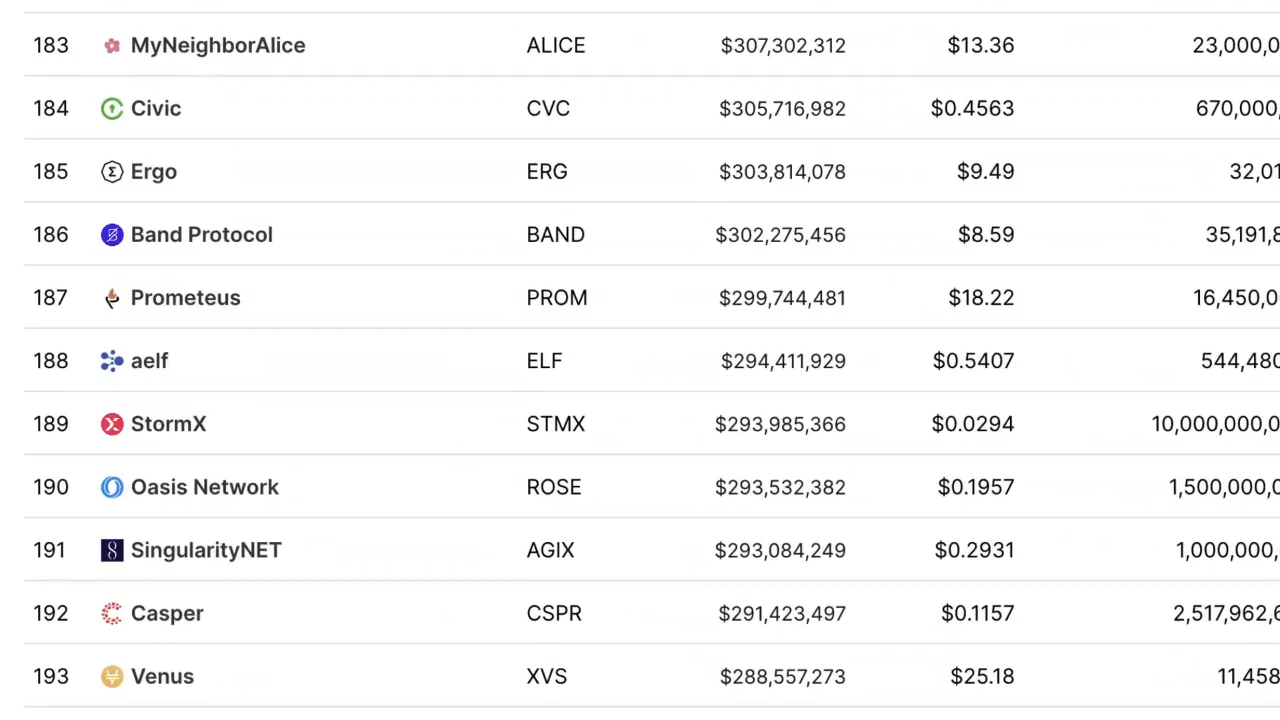 183 MyNeighborAlice ALICE $307,302,312 $13.36 23,000,0
184 Civic CVC $305,716,982 $0.4563 670,000,
185 Ergo ERG $303,814,078 $9.49 32,01
186 Band Protocol BAND $302,275,456 $8.59 35,191,8
187 Prometeus PROM $299,744,481 $18.22 16,450,0
188 aelf ELF $294,411,929 $0.5407 544,480
189 StormX STMX $293,985,366 $0.0294 10,000,000,0
190 Oasis Network ROSE $293,532,382 $0.1957 1,500,000,0
191 SingularityNET AGIX $293,084,249 $0.2931 1,000,000,
192 Casper CSPR $291,423,497 $0.1157 2,517,962,6
193 Venus XVS $288,557,273 $25.18 11,458